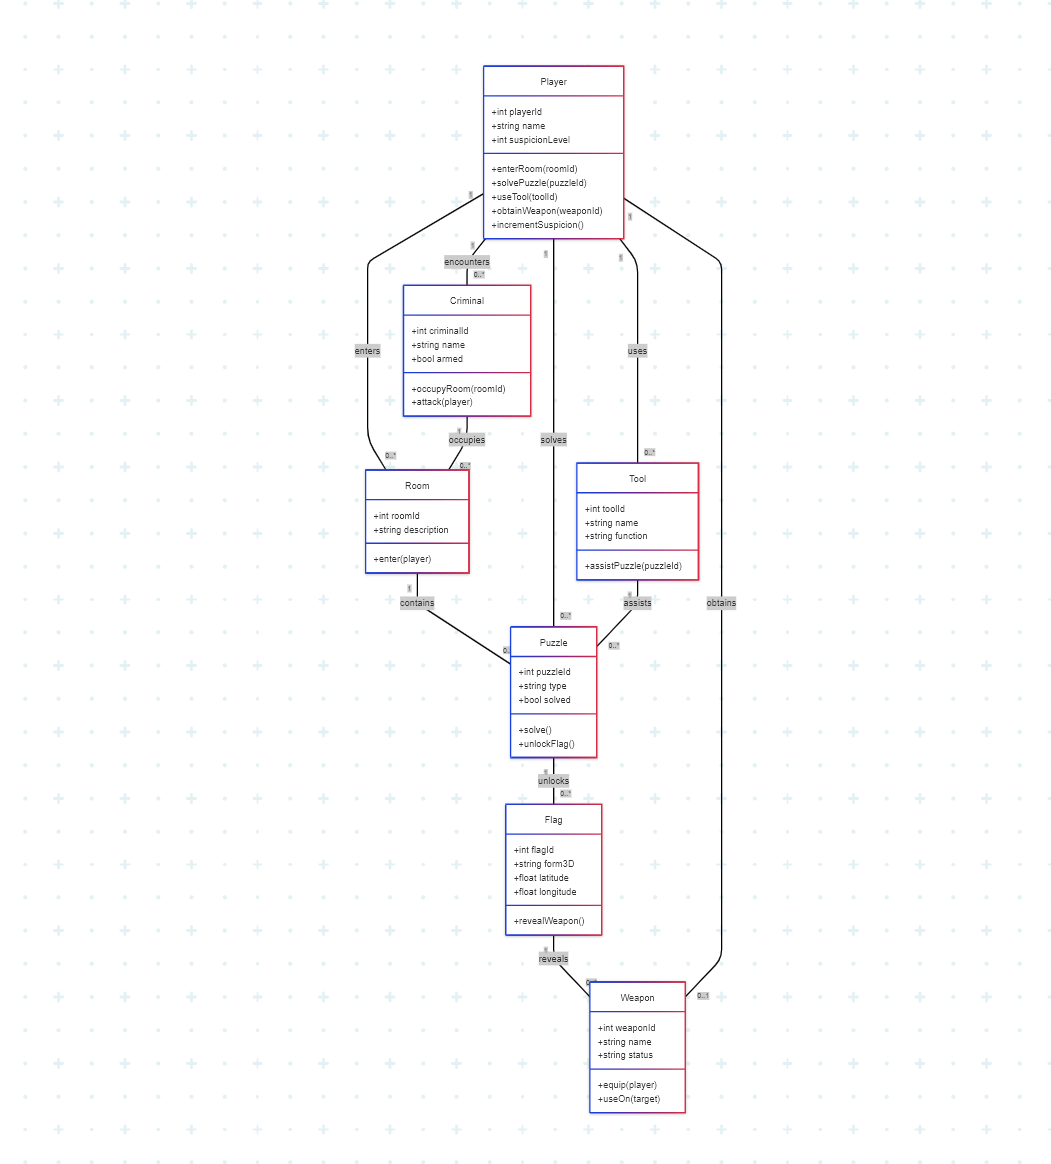 Player
+int playerId
+string name
+int suspicionLevel
+enterRoom(roomId)
+solvePuzzle(puzzleId)
+useTool(toolId)
+obtainWeapon(weaponId)
+incrementSuspicion()
1
1
1
1
1
encounters
0..*
Criminal
+int criminalId
+string name
+bool armed
+occupyRoom(roomId)
+attack(player)
enters
uses
1
occupies
solves
0..*
0..*
0..*
Room
+int roomId
+string description
+enter(player)
Tool
+int toolId
+string name
+string function
+assistPuzzle(puzzleId)
1
contains
assists
obtains
0..*
0..*
Puzzle
+int puzzleId
+string type
+bool solved
+solve()
+unlockFlag()
unlocks
0..*
Flag
+int flagId
+string form3D
+float latitude
+float longitude
+revealWeapon()
reveals
0..1
Weapon
+int weaponId
+string name
+string status
+equip(player)
+useOn(target)